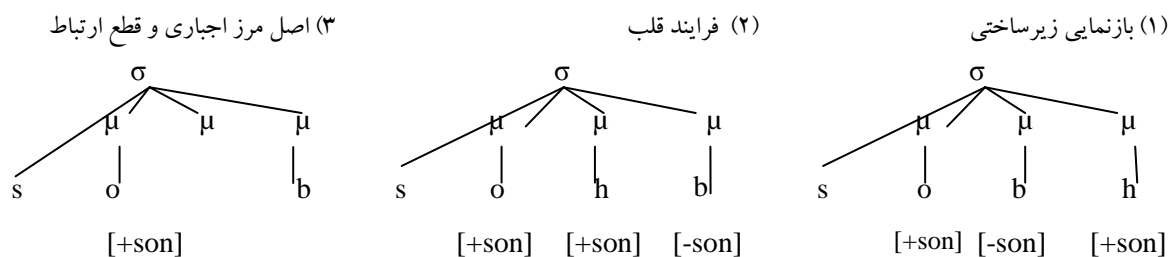 (۱) بازنمایی زیرساختی (۲) فرایند قلب (۳) اصل مرز اجباری و قطع ارتباط
σ σ σ
μ μ μ μ μ μ μ μ μ
s o b s o h b s o b h
[+son] [+son] [+son] [-son] [+son] [-son] [+son]